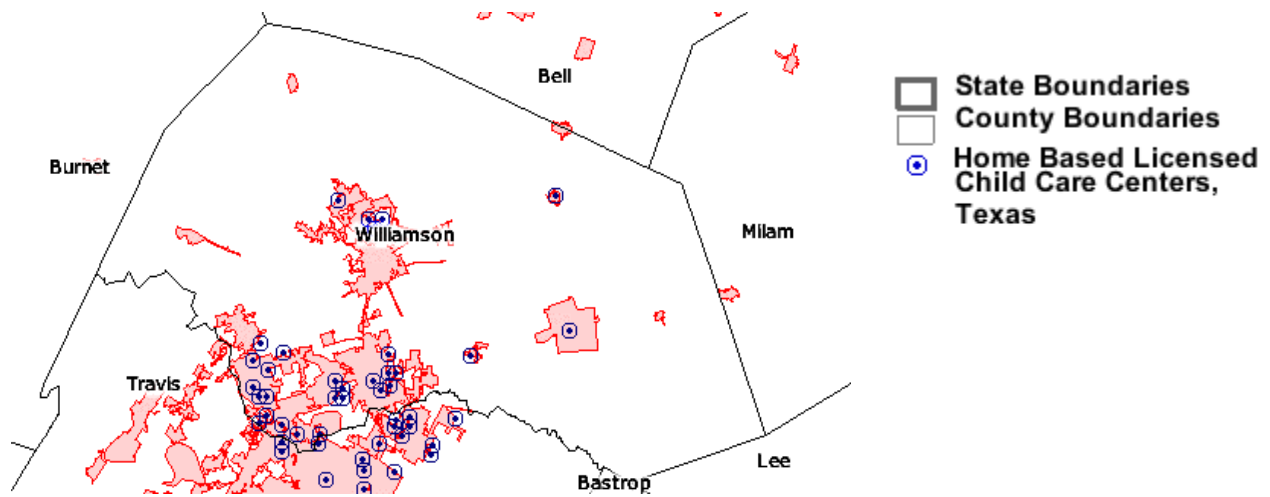 Bell
Burnet
Williamson
Milam
Travis
Lee
Bastrop
State Boundaries
County Boundaries
Home Based Licensed
Child Care Centers,
Texas